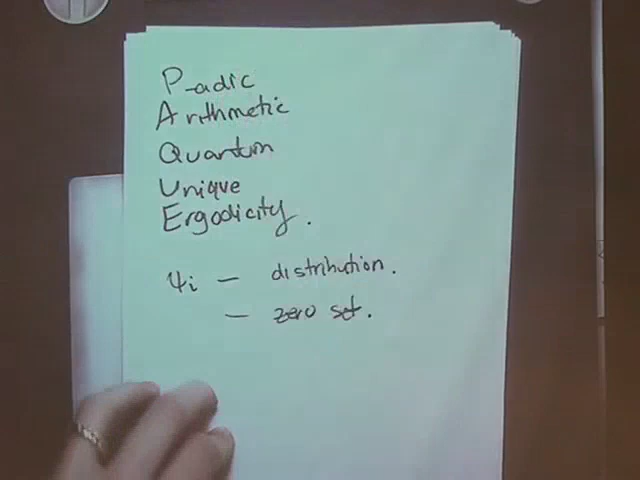 P-adic
Arithmetic
Quantum
Unique
Ergodicity.
ψi — distribution.
— zero set.